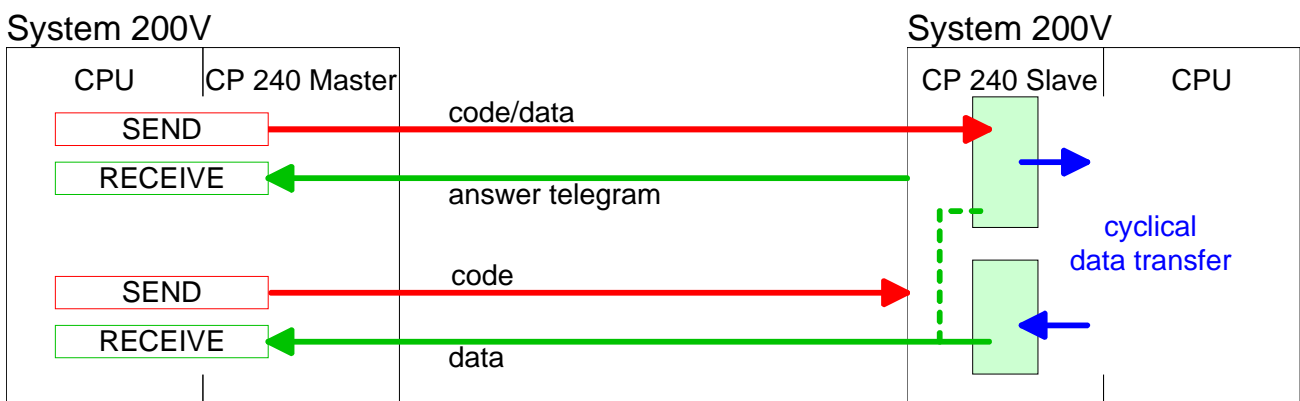 System 200V
System 200V
CPU
CP 240 Master
CP 240 Slave
CPU
SEND
code/data
RECEIVE
answer telegram
cyclical
data transfer
SEND
code
RECEIVE
data